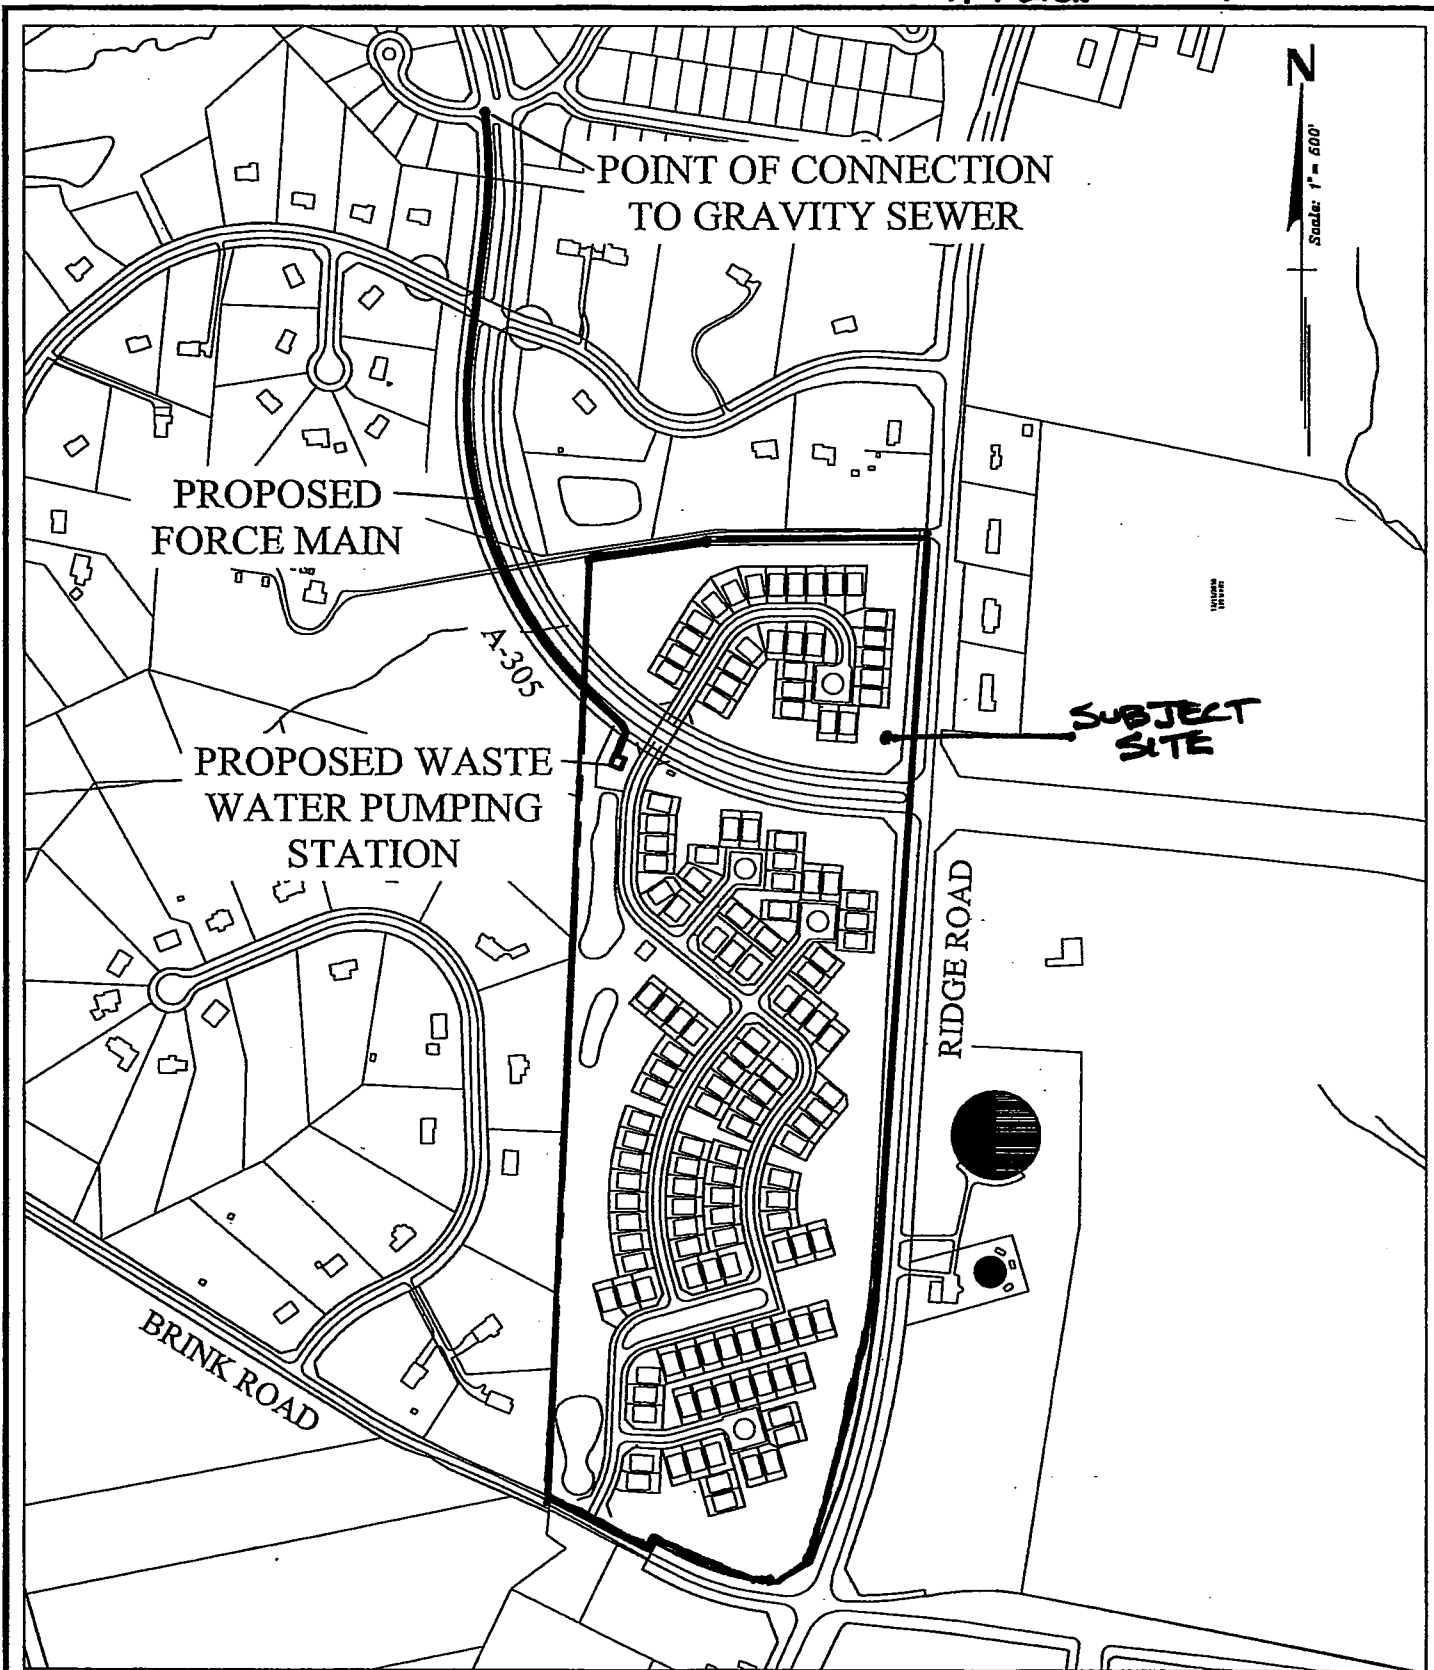 N
Scale: 1" = 600'
POINT OF CONNECTION
TO GRAVITY SEWER
PROPOSED
FORCE MAIN
A-305
SUBJECT
SITE
PROPOSED WASTE
WATER PUMPING
STATION
RIDGE ROAD
BRINK ROAD